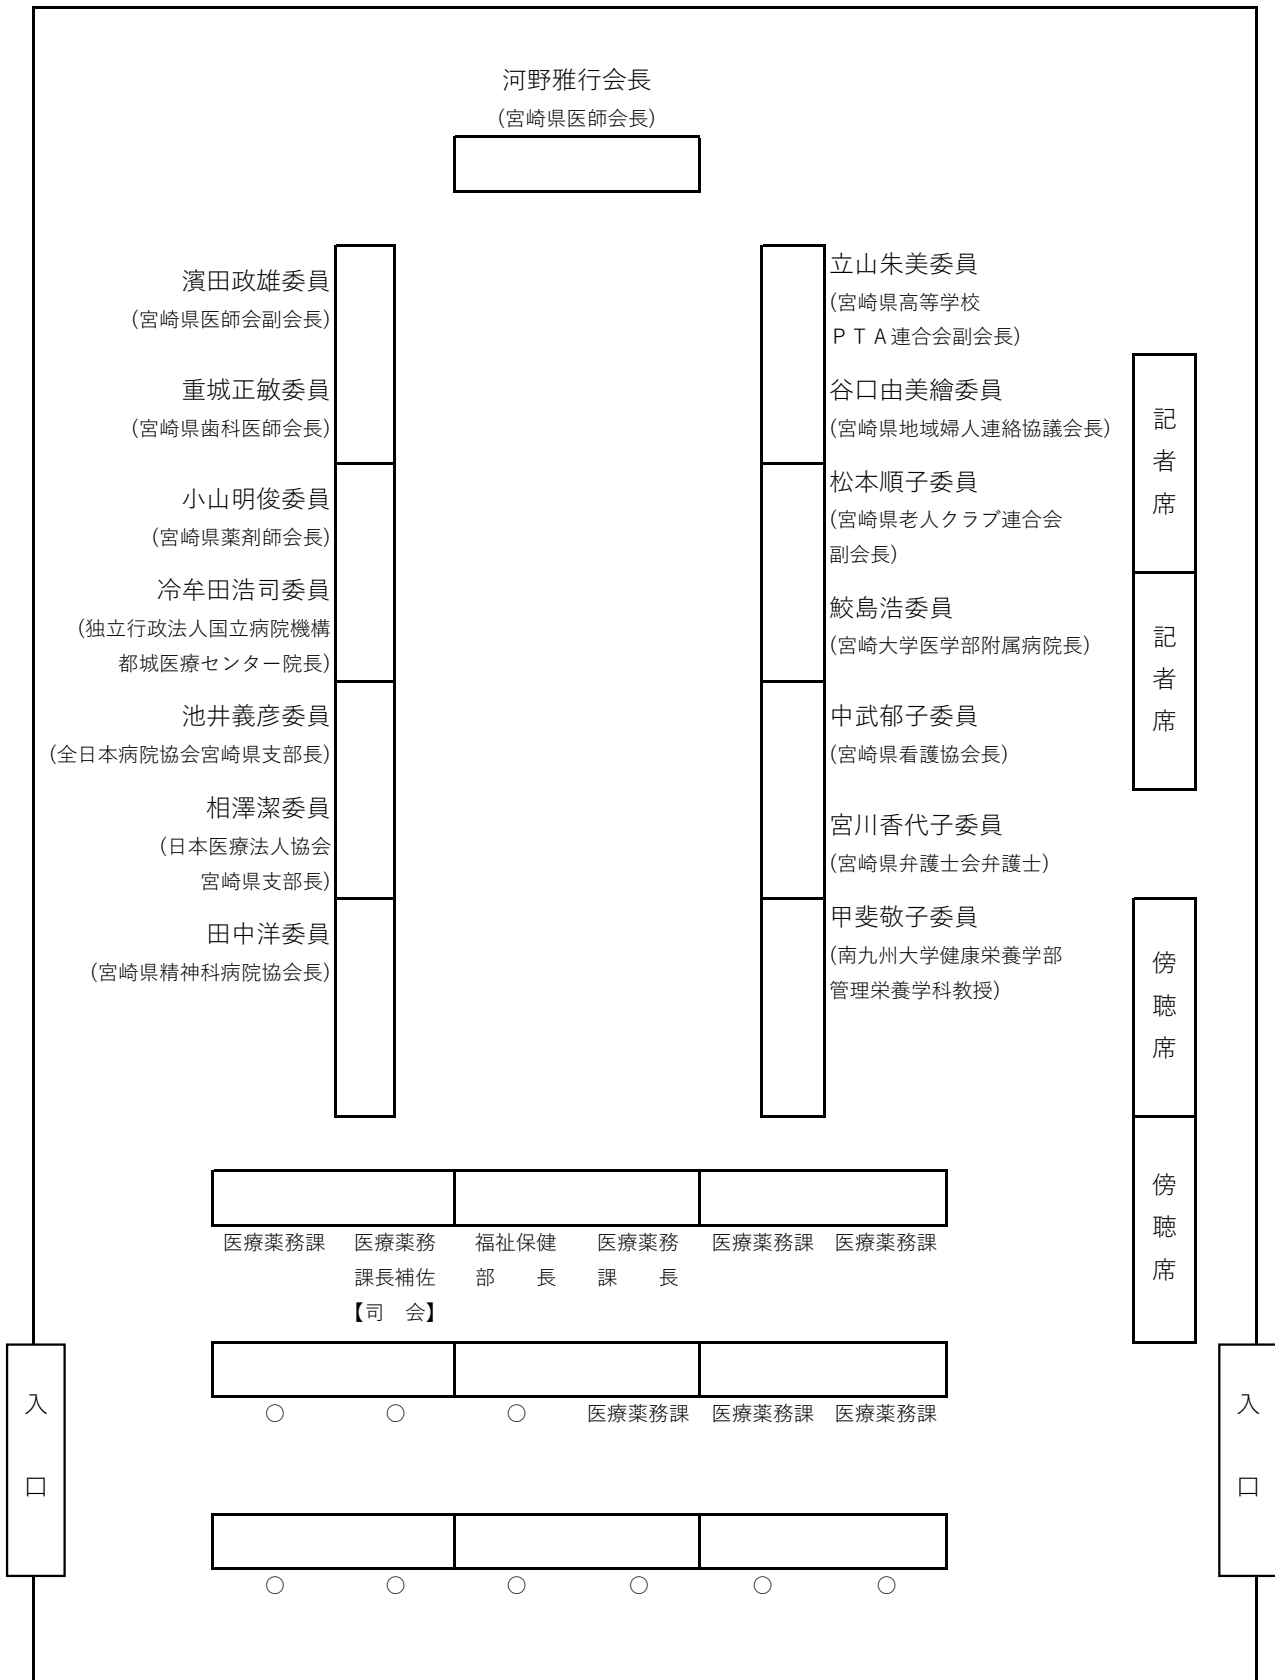 河野雅行会長
(宮崎県医師会長)
濱田政雄委員
(宮崎県医師会副会長)
重城正敏委員
(宮崎県歯科医師会長)
小山明俊委員
(宮崎県薬剤師会長)
冷牟田浩司委員
(独立行政法人国立病院機構
都城医療センター院長)
池井義彦委員
(全日本病院協会宮崎県支部長)
相澤潔委員
(日本医療法人協会
宮崎県支部長)
田中洋委員
(宮崎県精神科病院協会長)
立山朱美委員
(宮崎県高等学校
ＰＴＡ連合会副会長)
谷口由美繪委員
(宮崎県地域婦人連絡協議会長)
松本順子委員
(宮崎県老人クラブ連合会
副会長)
鮫島浩委員
(宮崎大学医学部附属病院長)
中武郁子委員
(宮崎県看護協会長)
宮川香代子委員
(宮崎県弁護士会弁護士)
甲斐敬子委員
(南九州大学健康栄養学部
管理栄養学科教授)
記者席
記者席
傍聴席
傍聴席
医療薬務課 医療薬務 福祉保健 医療薬務 医療薬務課 医療薬務課
課長補佐 部　長 課　長
【司　会】
○ ○ ○ 医療薬務課 医療薬務課 医療薬務課
入口
入口
○ ○ ○ ○ ○ ○